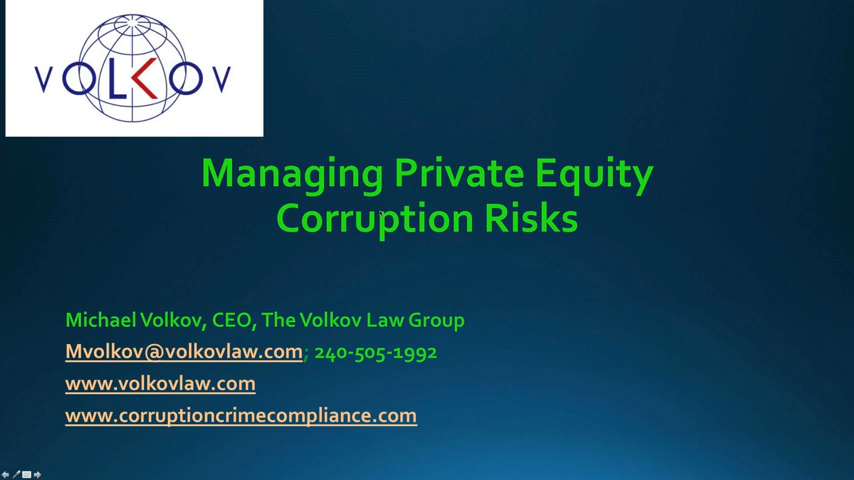 VOLKOV
Managing Private Equity
Corruption Risks
Michael Volkov, CEO, The Volkov Law Group
Mvolkov@volkovlaw.com; 240-505-1992
www.volkovlaw.com
www.corruptioncrimecompliance.com